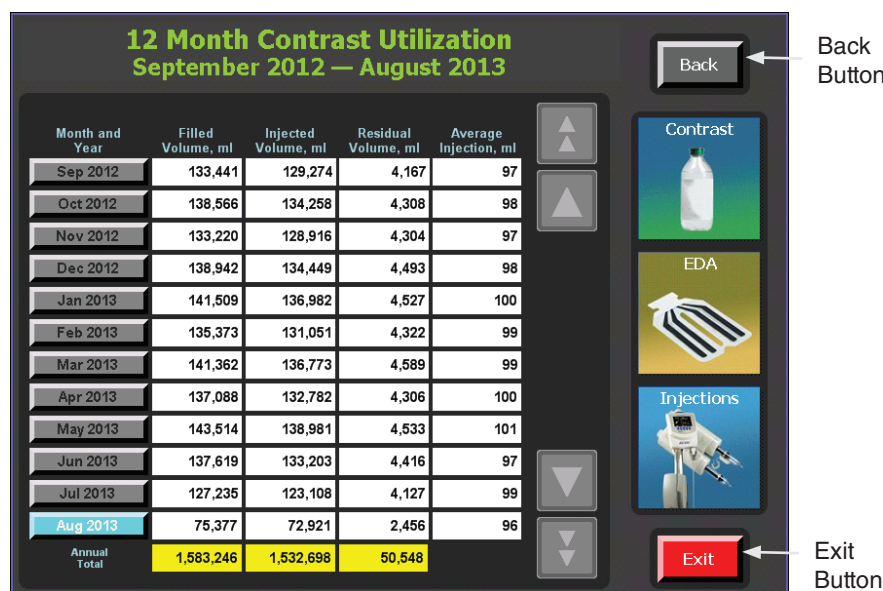 12 Month Contrast Utilization
September 2012 — August 2013
Back
Back
Button
Month and Year Filled Volume, ml Injected Volume, ml Residual Volume, ml Average Injection, ml
Sep 2012 133,441 129,274 4,167 97
Oct 2012 138,566 134,258 4,308 98
Nov 2012 133,220 128,916 4,304 97
Dec 2012 138,942 134,449 4,493 98
Jan 2013 141,509 136,982 4,527 100
Feb 2013 135,373 131,051 4,322 99
Mar 2013 141,362 136,773 4,589 99
Apr 2013 137,088 132,782 4,306 100
May 2013 143,514 138,981 4,533 101
Jun 2013 137,619 133,203 4,416 97
Jul 2013 127,235 123,108 4,127 99
Aug 2013 75,377 72,921 2,456 96
Annual Total 1,583,246 1,532,698 50,548
Contrast
EDA
Injections
Exit
Exit
Button